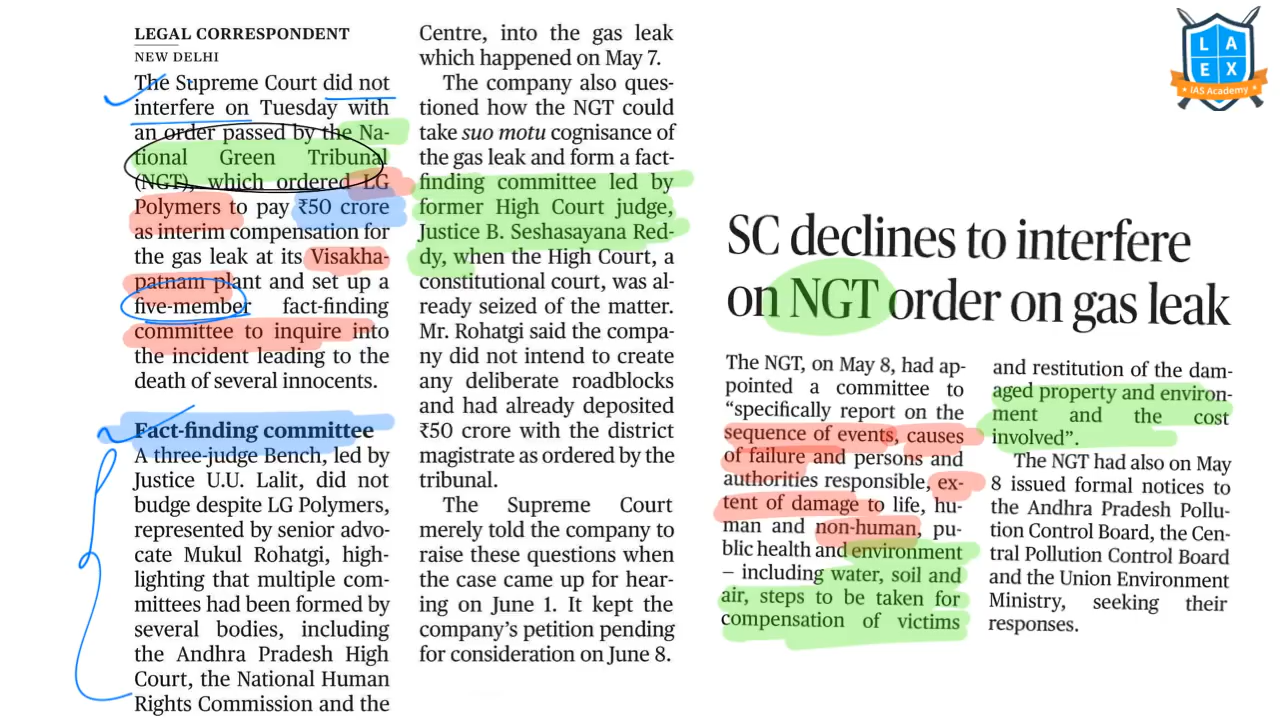 LEGAL CORRESPONDENT
NEW DELHI
The Supreme Court did not
interfere on Tuesday with
an order passed by the Na-
tional Green Tribunal
(NGT), which ordered LG
Polymers to pay ₹50 crore
as interim compensation for
the gas leak at its Visakha-
patnam plant and set up a
five-member fact-finding
committee to inquire into
the incident leading to the
death of several innocents.
Fact-finding committee
A three-judge Bench, led by
Justice U.U. Lalit, did not
budge despite LG Polymers,
represented by senior advo-
cate Mukul Rohatgi, high-
lighting that multiple com-
mittees had been formed by
several bodies, including
the Andhra Pradesh High
Court, the National Human
Rights Commission and the
Centre, into the gas leak
which happened on May 7.
The company also ques-
tioned how the NGT could
take suo motu cognisance of
the gas leak and form a fact-
finding committee led by
former High Court judge,
Justice B. Seshasayana Red-
dy, when the High Court, a
constitutional court, was al-
ready seized of the matter.
Mr. Rohatgi said the compa-
ny did not intend to create
any deliberate roadblocks
and had already deposited
₹50 crore with the district
magistrate as ordered by the
tribunal.
The Supreme Court
merely told the company to
raise these questions when
the case came up for hear-
ing on June 1. It kept the
company's petition pending
for consideration on June 8.
LA
EX
IAS Academy
SC declines to interfere
on NGT order on gas leak
The NGT, on May 8, had ap-
pointed a committee to
“specifically report on the
sequence of events, causes
of failure and persons and
authorities responsible, ex-
tent of damage to life, hu-
man and non-human, pu-
blic health and environment
– including water, soil and
air, steps to be taken for
compensation of victims
and restitution of the dam-
aged property and environ-
ment and the cost
involved”.
The NGT had also on May
8 issued formal notices to
the Andhra Pradesh Pollu-
tion Control Board, the Cen-
tral Pollution Control Board
and the Union Environment
Ministry, seeking their
responses.